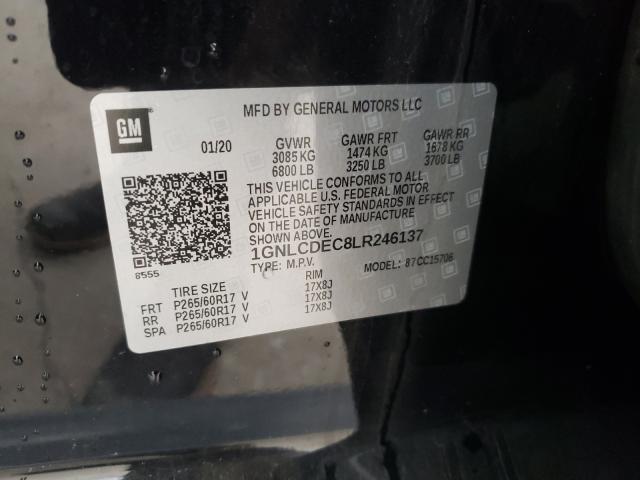 MFD BY GENERAL MOTORS LLC
GM
01/20
GVWR GAWR FRT GAWR RR
3085 KG 1474 KG 1678 KG
6800 LB 3250 LB 3700 LB
THIS VEHICLE CONFORMS TO ALL
APPLICABLE U.S. FEDERAL MOTOR
VEHICLE SAFETY STANDARDS IN EFFECT
ON THE DATE OF MANUFACTURE
SHOWN ABOVE.
1GNLCDEC8LR246137
8555
TYPE: M.P.V. MODEL: 87CC15706
TIRE SIZE RIM
FRT P265/60R17 V 17X8J
RR P265/60R17 V 17X8J
SPA P265/60R17 V 17X8J